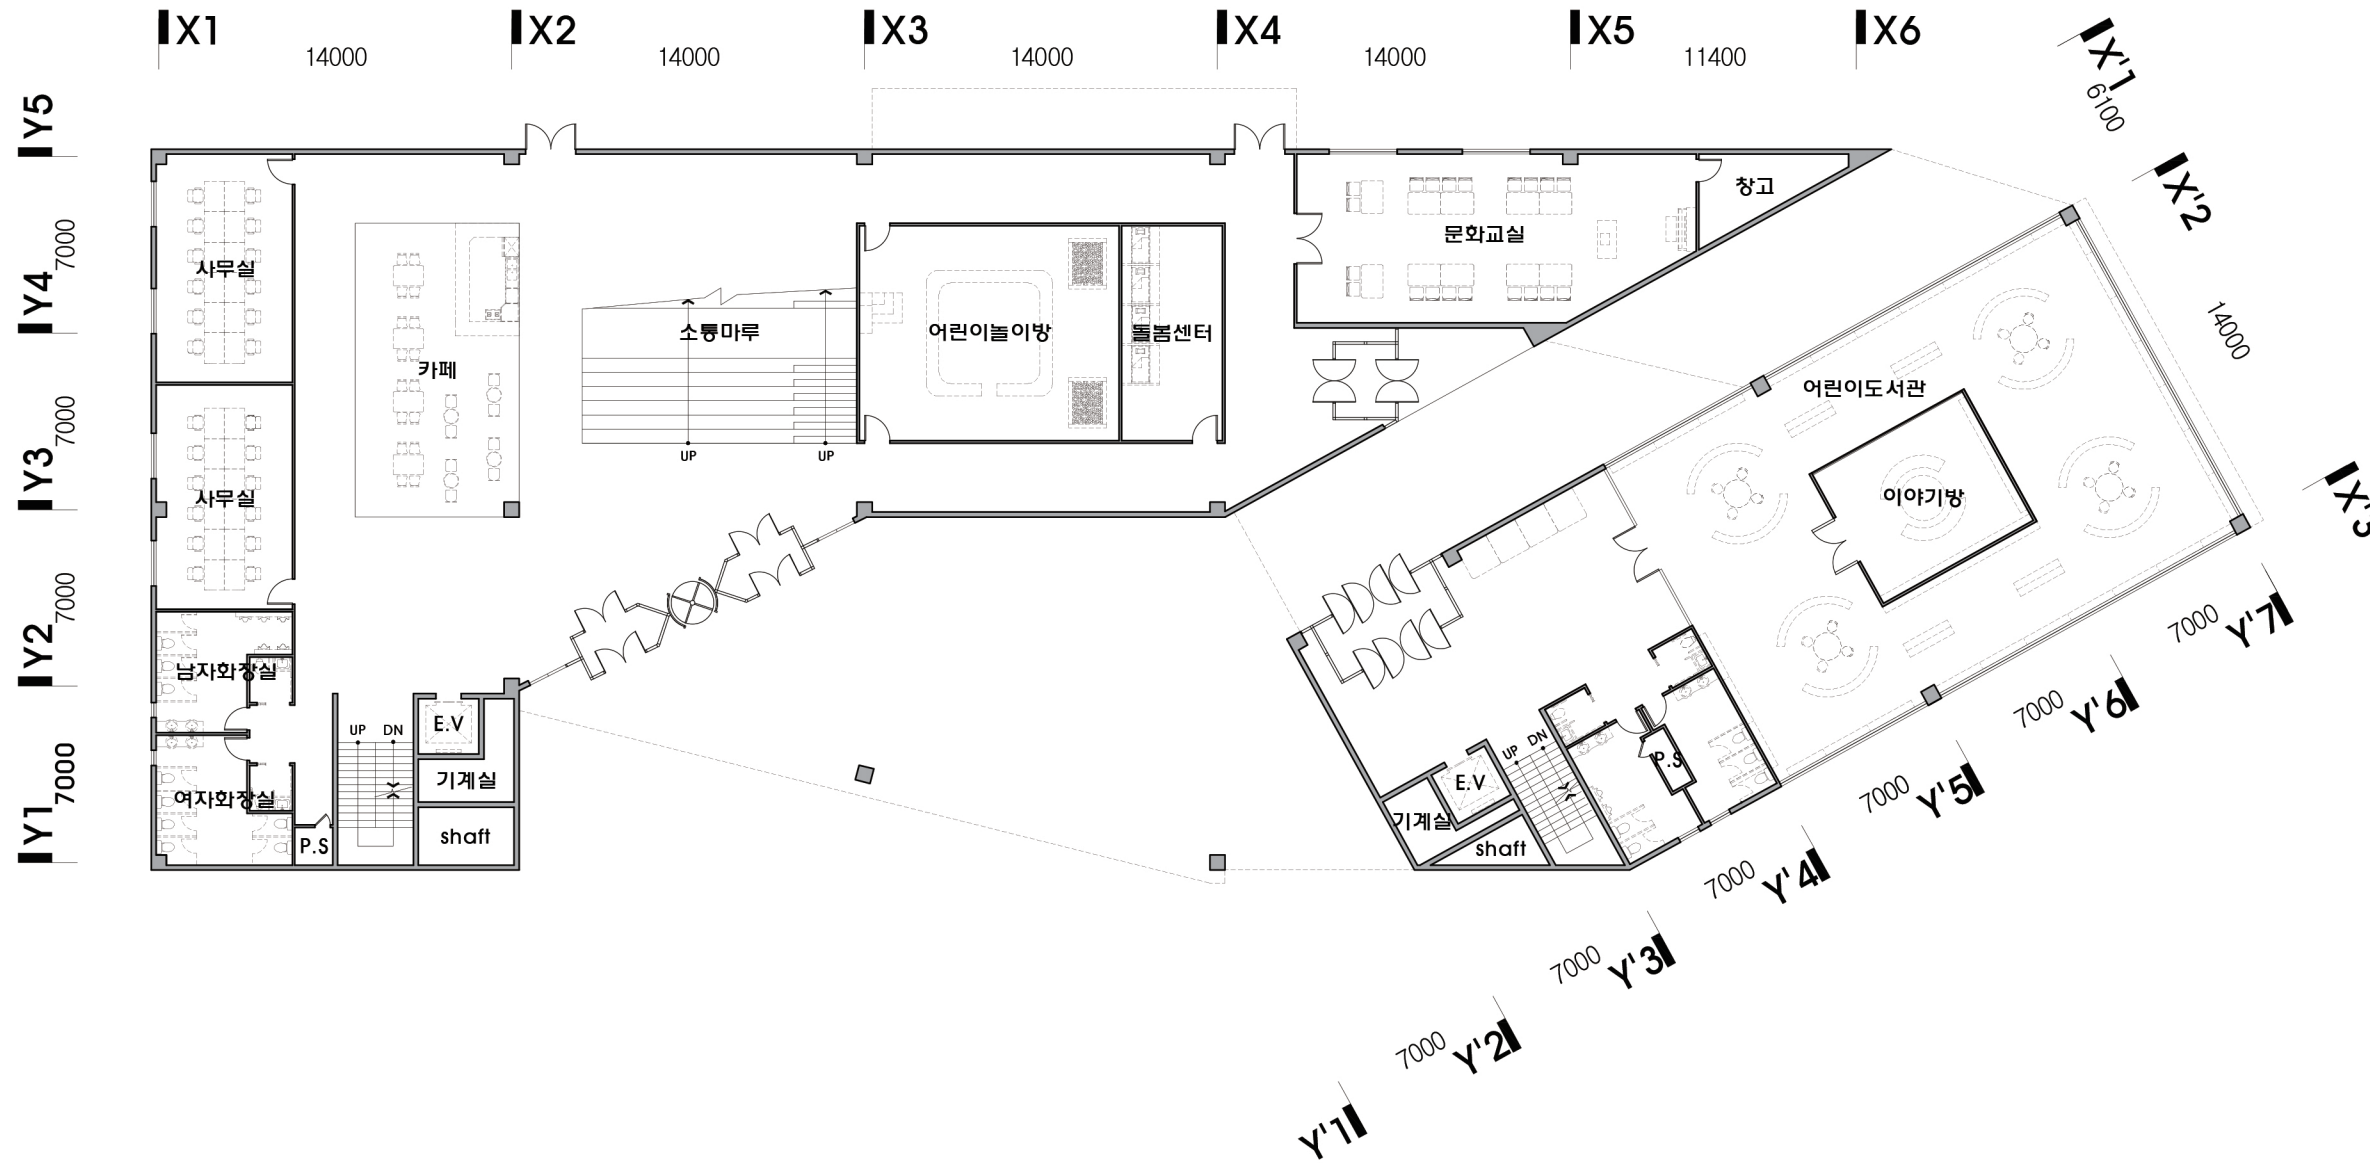 X1
X2
X3
X4
X5
X6
14000
14000
14000
14000
11400
X'1
6100
X'2
14000
X'3
Y5
7000
Y4
7000
Y3
7000
Y2
7000
Y1
사무실
사무실
카페
소통마루
UP
UP
어린이놀이방
돌봄센터
문화교실
창고
어린이도서관
이야기방
남자화장실
여자화장실
P.S
UP
DN
E.V
기계실
shaft
UP
DN
E.V
기계실
shaft
P.S
7000
Y'7
7000
Y'6
7000
Y'5
7000
Y'4
7000
Y'3
7000
Y'2
Y'1